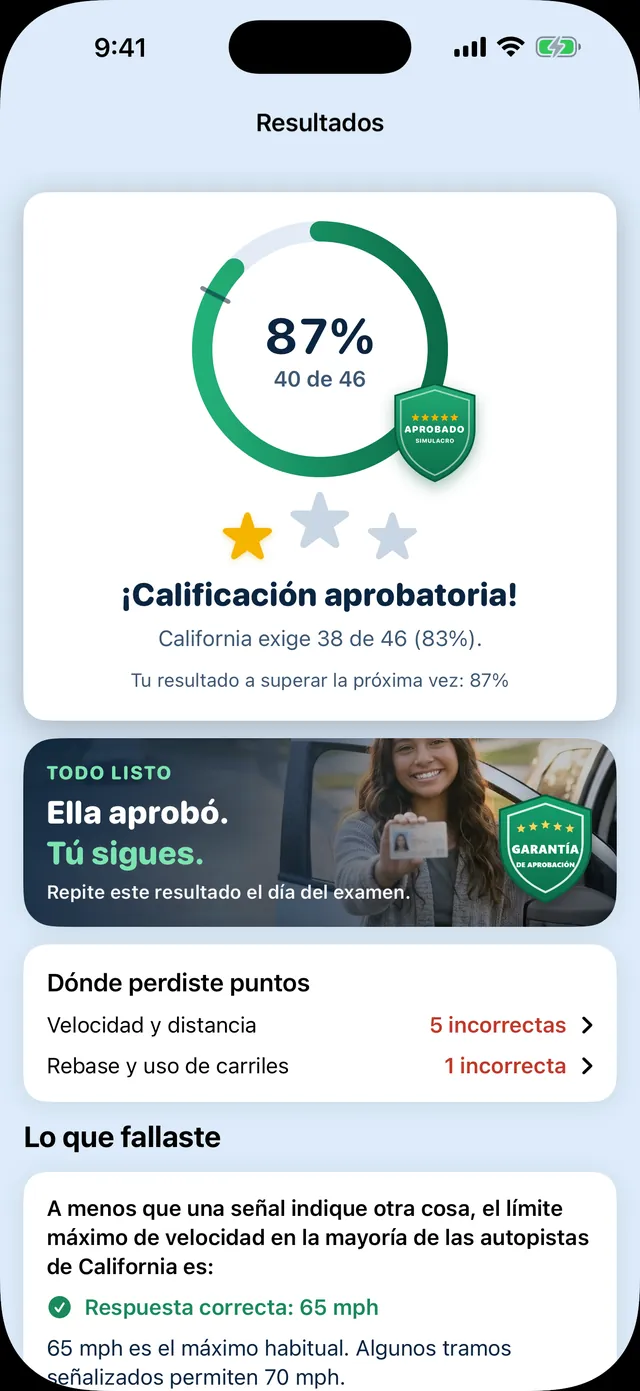 9:41
Resultados
87%
40 de 46
APROBADO
SIMULACRO
¡Calificación aprobatoria!
California exige 38 de 46 (83%).
Tu resultado a superar la próxima vez: 87%
TODO LISTO
Ella aprobó.
Tú sigues.
Repite este resultado el día del examen.
GARANTÍA
DE APROBACIÓN
Dónde perdiste puntos
Velocidad y distancia 5 incorrectas
Rebase y uso de carriles 1 incorrecta
Lo que fallaste
A menos que una señal indique otra cosa, el límite
máximo de velocidad en la mayoría de las autopistas
de California es:
Respuesta correcta: 65 mph
65 mph es el máximo habitual. Algunos tramos
señalizados permiten 70 mph.